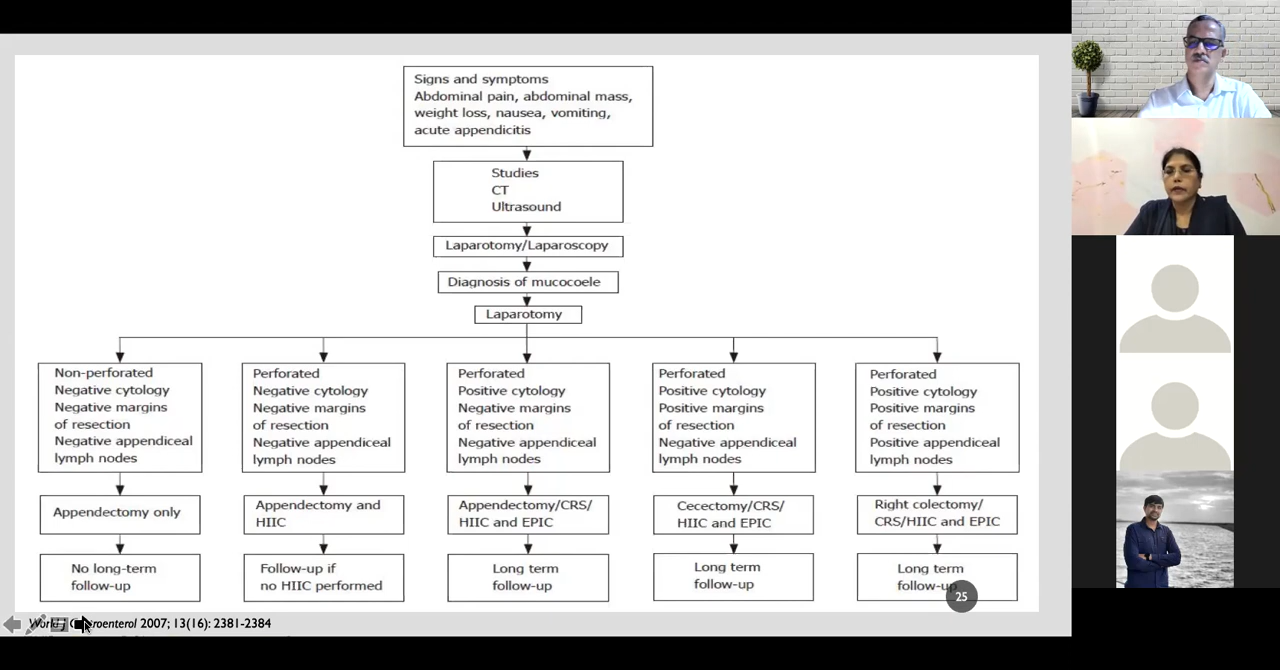 Signs and symptoms
Abdominal pain, abdominal mass,
weight loss, nausea, vomiting,
acute appendicitis
Studies
CT
Ultrasound
Laparotomy/Laparoscopy
Diagnosis of mucocoele
Laparotomy
Non-perforated
Negative cytology
Negative margins
of resection
Negative appendiceal
lymph nodes
Perforated
Negative cytology
Negative margins
of resection
Negative appendiceal
lymph nodes
Perforated
Positive cytology
Negative margins
of resection
Negative appendiceal
lymph nodes
Perforated
Positive cytology
Positive margins
of resection
Negative appendiceal
lymph nodes
Perforated
Positive cytology
Positive margins
of resection
Positive appendiceal
lymph nodes
Appendectomy only
Appendectomy and
HIIC
Appendectomy/CRS/
HIIC and EPIC
Cecectomy/CRS/
HIIC and EPIC
Right colectomy/
CRS/HIIC and EPIC
No long-term
follow-up
Follow-up if
no HIIC performed
Long term
follow-up
Long term
follow-up
Long term
follow-up
25
World J 2007; 13(16): 2381-2384